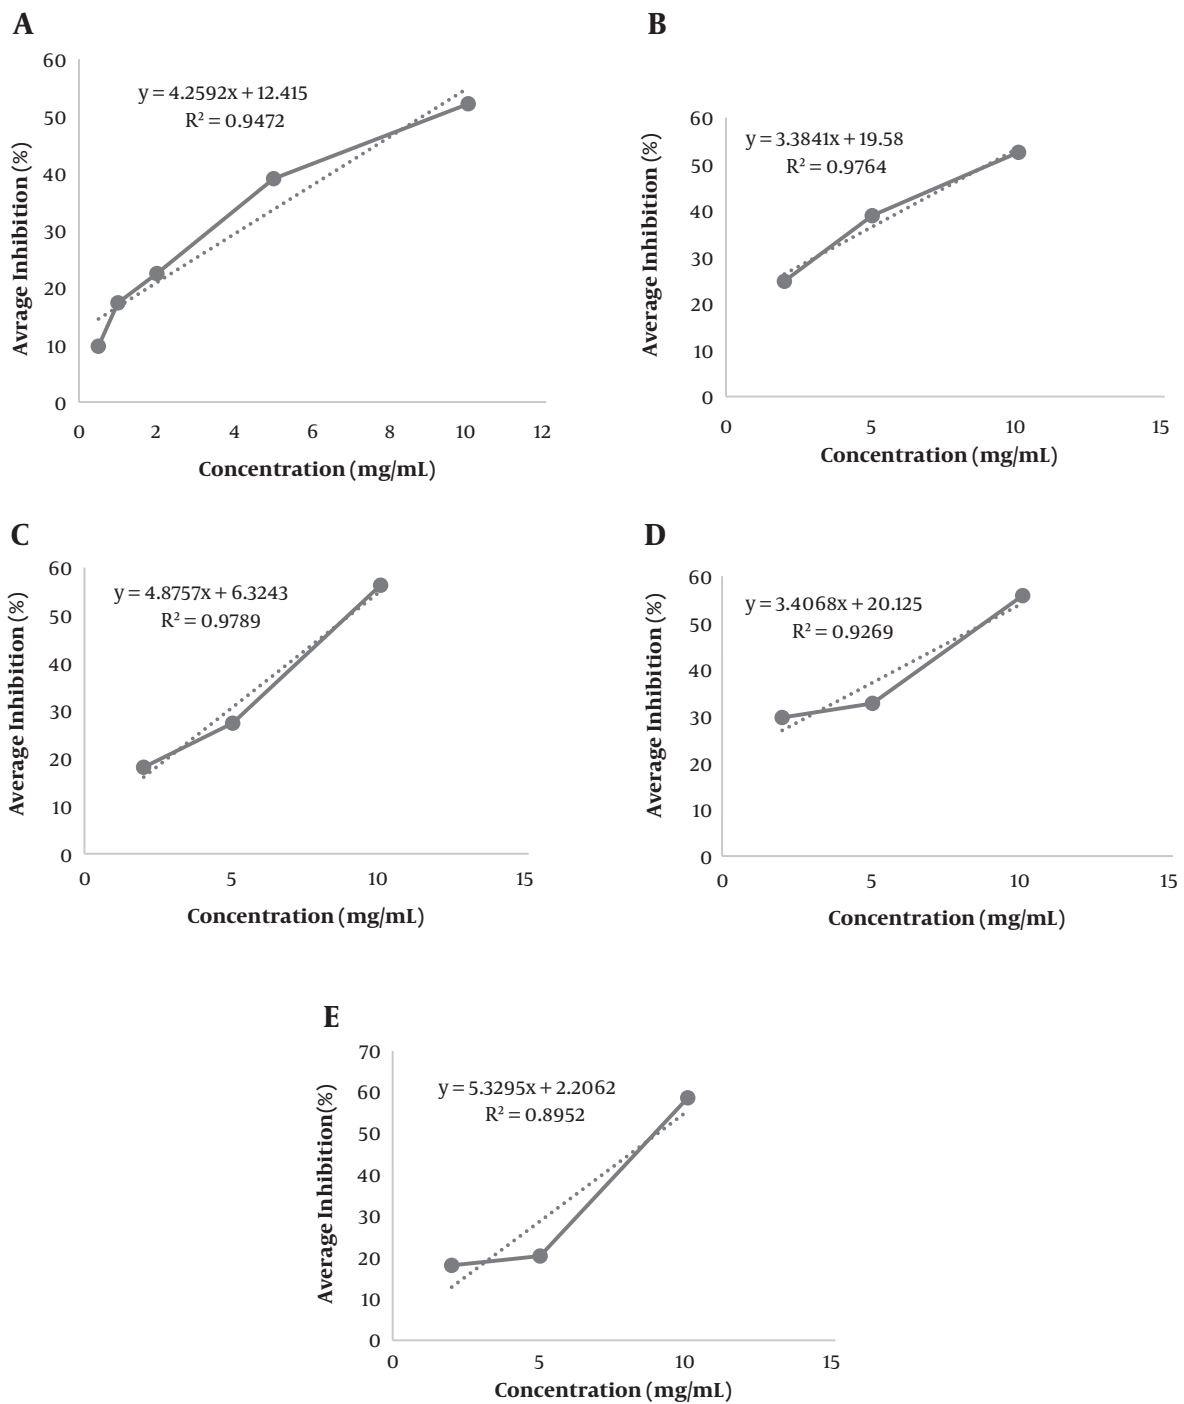 A
y = 4.2592x + 12.415
R² = 0.9472
Avrage Inhibition (%)
60
50
40
30
20
10
0
0 2 4 6 8 10 12
Concentration (mg/mL)
B
y = 3.3841x + 19.58
R² = 0.9764
Average Inhibition (%)
60
50
40
30
20
10
0
0 5 10 15
Concentration (mg/mL)
C
y = 4.8757x + 6.3243
R² = 0.9789
Average Inhibition (%)
60
50
40
30
20
10
0
0 5 10 15
Concentration (mg/mL)
D
y = 3.4068x + 20.125
R² = 0.9269
Average Inhibition (%)
60
50
40
30
20
10
0
0 5 10 15
Concentration (mg/mL)
E
y = 5.3295x + 2.2062
R² = 0.8952
Average Inhibition(%)
70
60
50
40
30
20
10
0
0 5 10 15
Concentration (mg/mL)